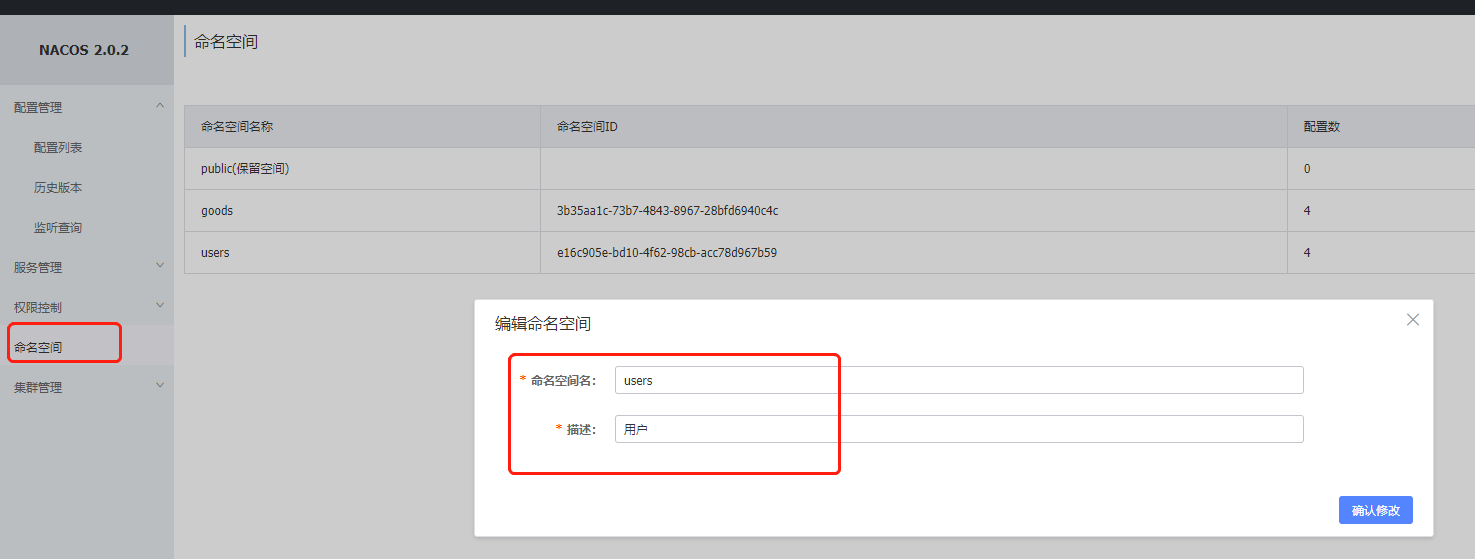 NACOS 2.0.2
配置管理
配置列表
历史版本
监听查询
服务管理
权限控制
命名空间
集群管理
命名空间
命名空间名称 命名空间ID 配置数
public(保留空间) 0
goods 3b35aa1c-73b7-4843-8967-28bfd6940c4c 4
users e16c905e-bd10-4f62-98cb-acc78d967b59 4
编辑命名空间
* 命名空间名: users
* 描述: 用户
确认修改